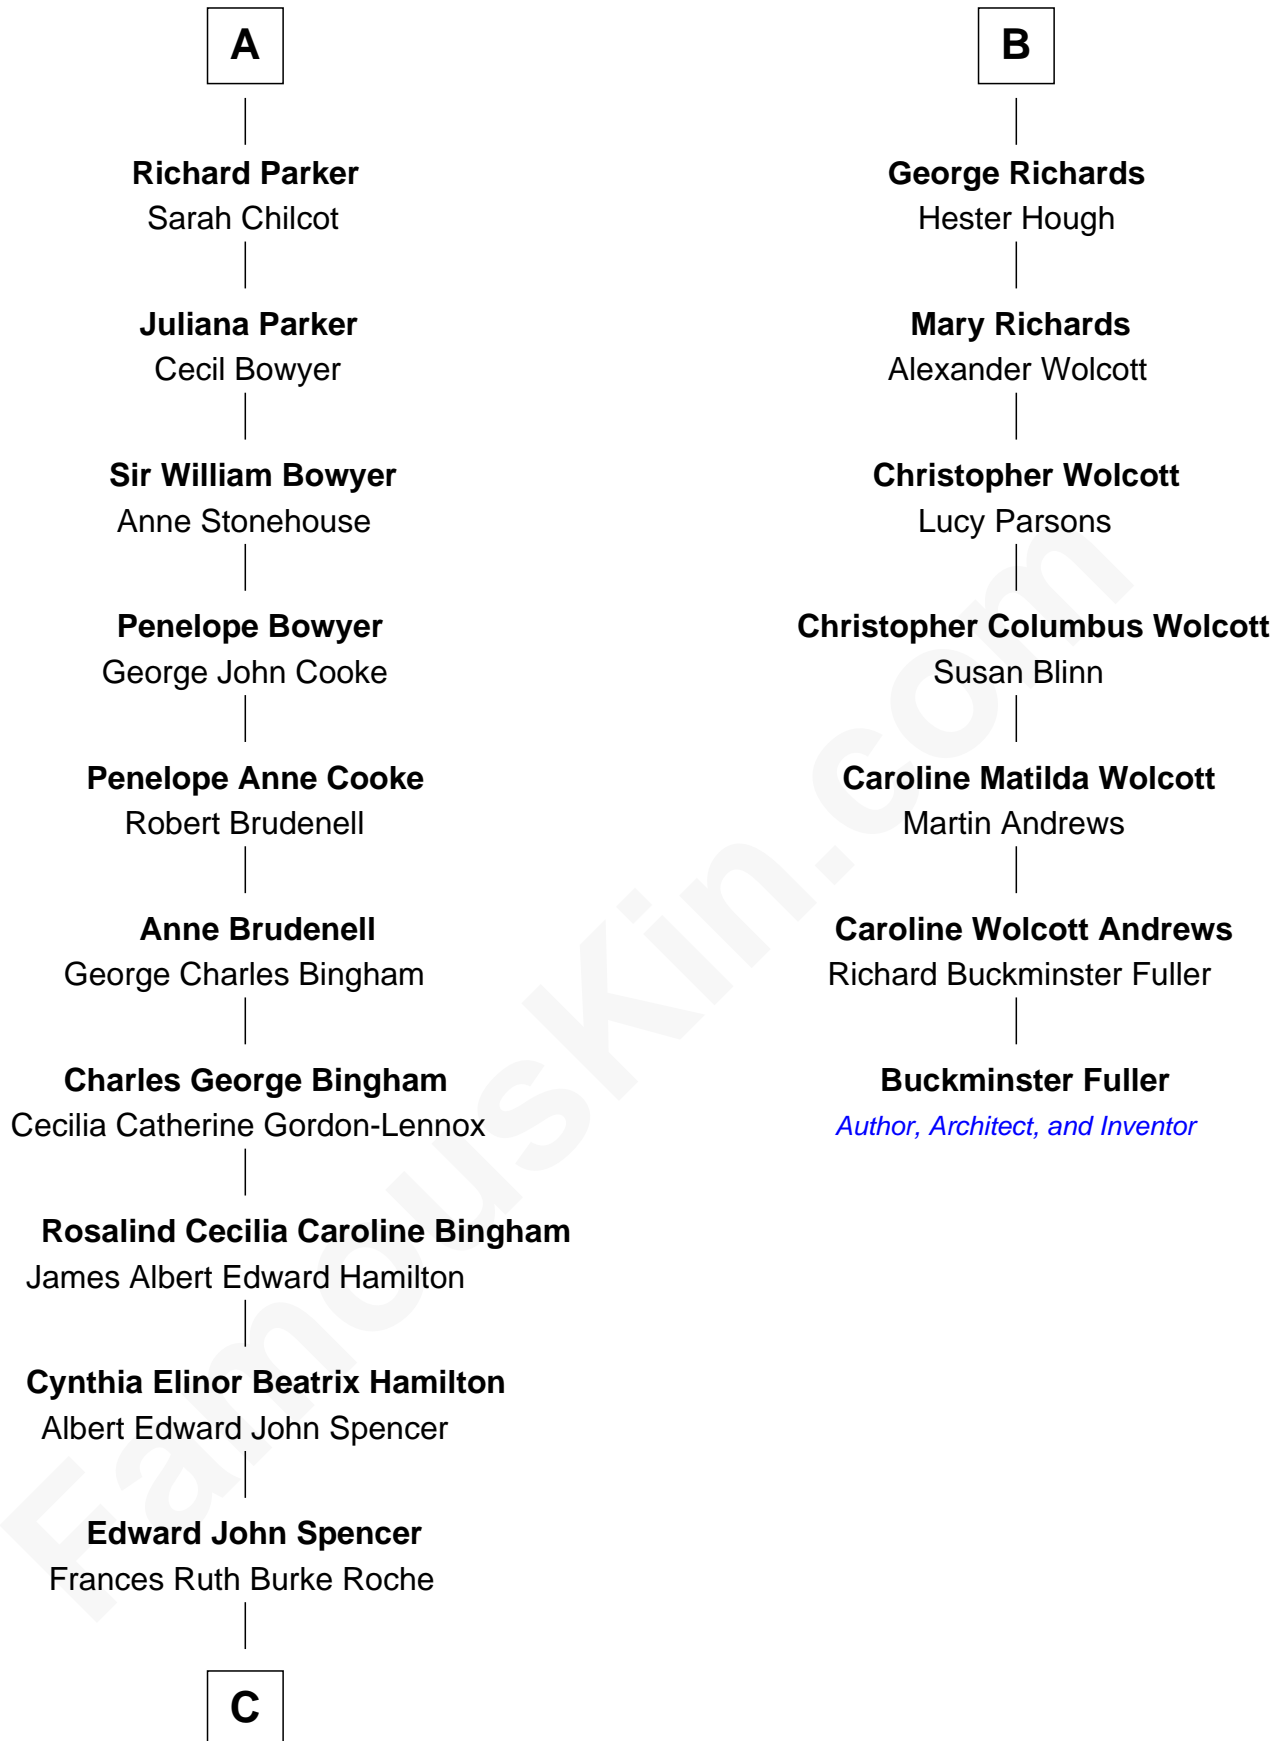 A
Richard Parker
Sarah Chilcot
Juliana Parker
Cecil Bowyer
Sir William Bowyer
Anne Stonehouse
Penelope Bowyer
George John Cooke
Penelope Anne Cooke
Robert Brudenell
Anne Brudenell
George Charles Bingham
Charles George Bingham
Cecilia Catherine Gordon-Lennox
Rosalind Cecilia Caroline Bingham
James Albert Edward Hamilton
Cynthia Elinor Beatrix Hamilton
Albert Edward John Spencer
Edward John Spencer
Frances Ruth Burke Roche
C
B
George Richards
Hester Hough
Mary Richards
Alexander Wolcott
Christopher Wolcott
Lucy Parsons
Christopher Columbus Wolcott
Susan Blinn
Caroline Matilda Wolcott
Martin Andrews
Caroline Wolcott Andrews
Richard Buckminster Fuller
Buckminster Fuller
Author, Architect, and Inventor
FamousKin.com